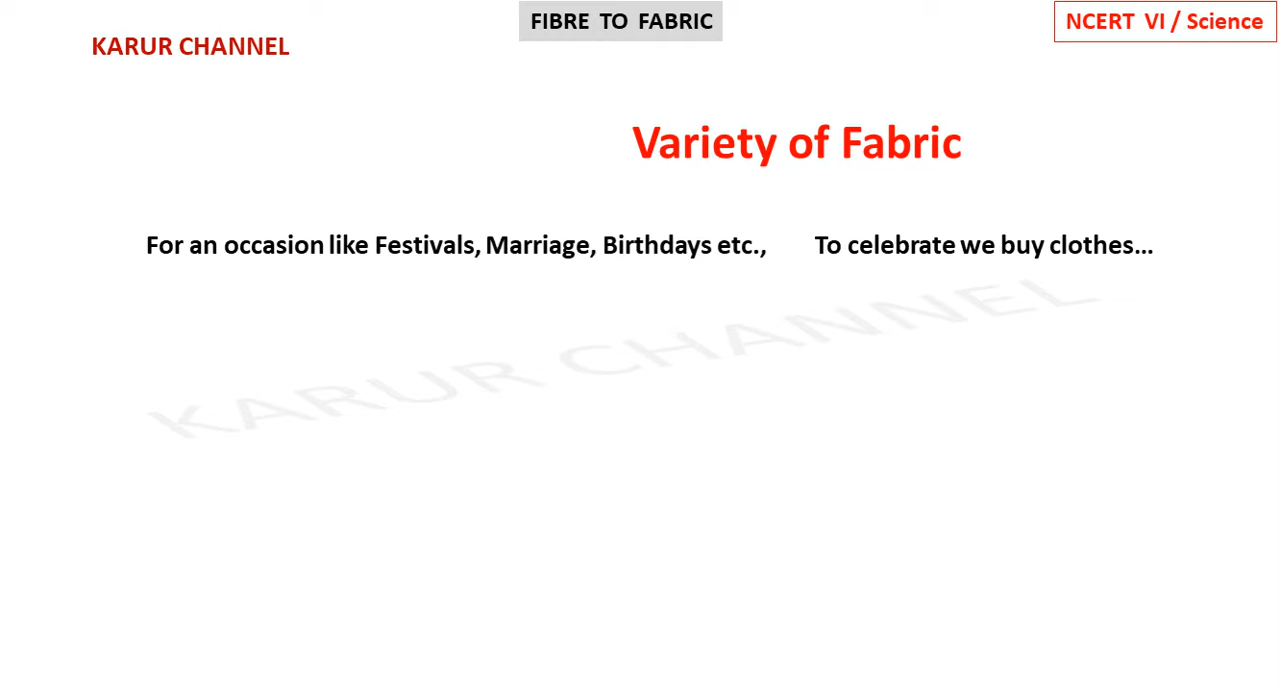 FIBRE TO FABRIC
NCERT VI / Science
KARUR CHANNEL
Variety of Fabric
For an occasion like Festivals, Marriage, Birthdays etc., To celebrate we buy clothes...
KARUR CHANNEL